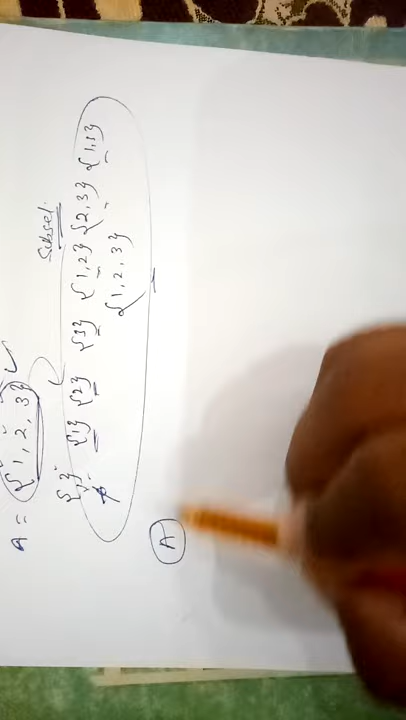 A = {1, 2, 3}
Subset
{ } {1} {2} {3} {1,2} {2,3} {1,3}
{1, 2, 3}
A